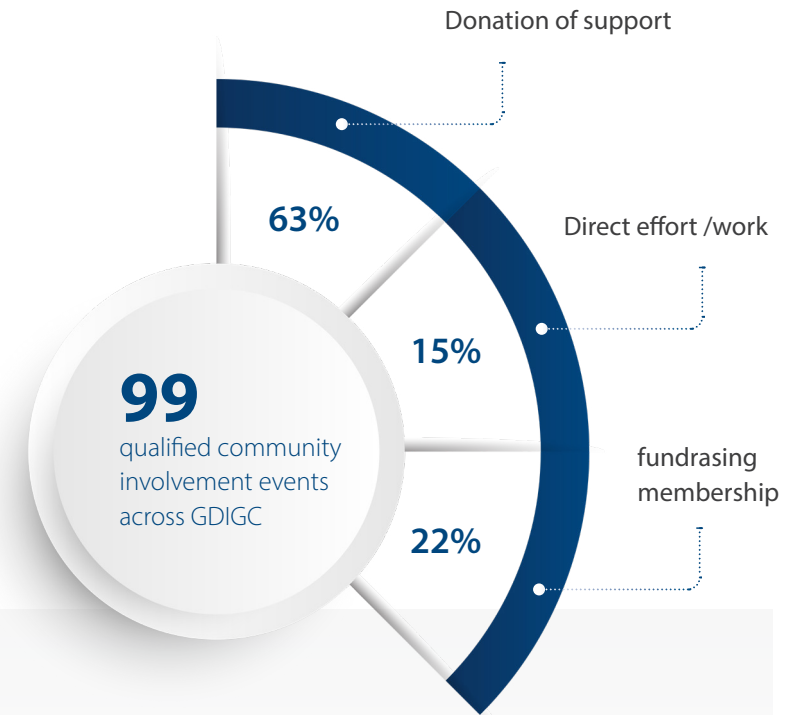 Donation of support
63%
Direct effort /work
15%
99
qualified community
involvement events
across GDIGC
fundrasing
membership
22%